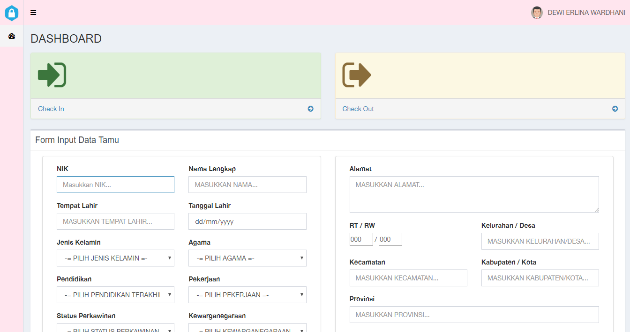 DEWI ERLINA WARDHANI
DASHBOARD
Check In
Check Out
Form Input Data Tamu
NIK
Masukkan NIK...
Nama Lengkap
MASUKKAN NAMA...
Tempat Lahir
MASUKKAN TEMPAT LAHIR...
Tanggal Lahir
dd/mm/yyyy
Jenis Kelamin
-= PILIH JENIS KELAMIN =-
Agama
-= PILIH AGAMA =-
Pendidikan
- PILIH PENDIDIKAN TERAKHI
Pekerjaan
- PILIH PEKERJAAN -
Status Perkawinan
-= PILIH STATUS PERKAWINAN
Kewarganegaraan
-= PILIH KEWARGANEGARAAN
Alamat
MASUKKAN ALAMAT...
RT / RW
000 / 000
Kelurahan / Desa
MASUKKAN KELURAHAN/DESA...
Kecamatan
MASUKKAN KECAMATAN...
Kabupaten / Kota
MASUKKAN KABUPATEN/KOTA...
Provinsi
MASUKKAN PROVINSI...